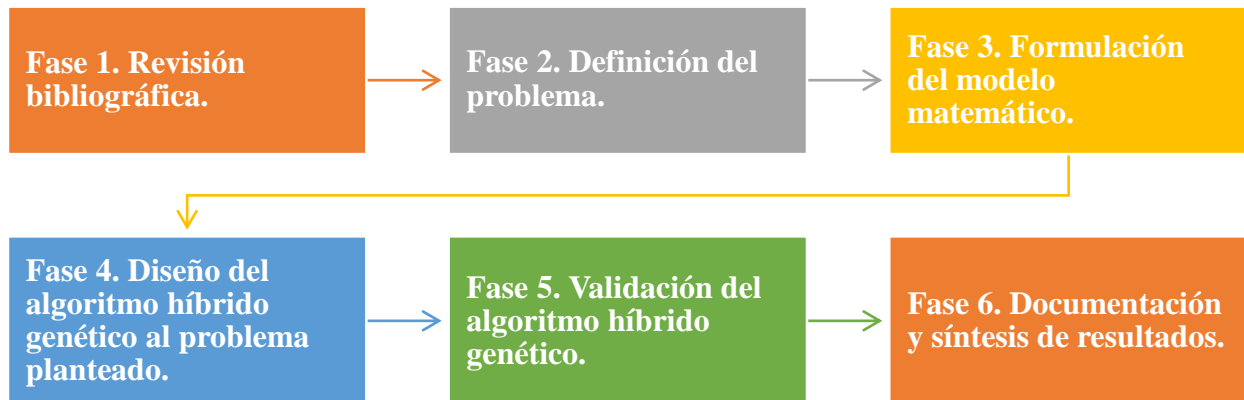 Fase 1. Revisión
bibliográfica.
Fase 2. Definición del
problema.
Fase 3. Formulación
del modelo
matemático.
Fase 4. Diseño del
algoritmo híbrido
genético al problema
planteado.
Fase 5. Validación del
algoritmo híbrido
genético.
Fase 6. Documentación
y síntesis de resultados.